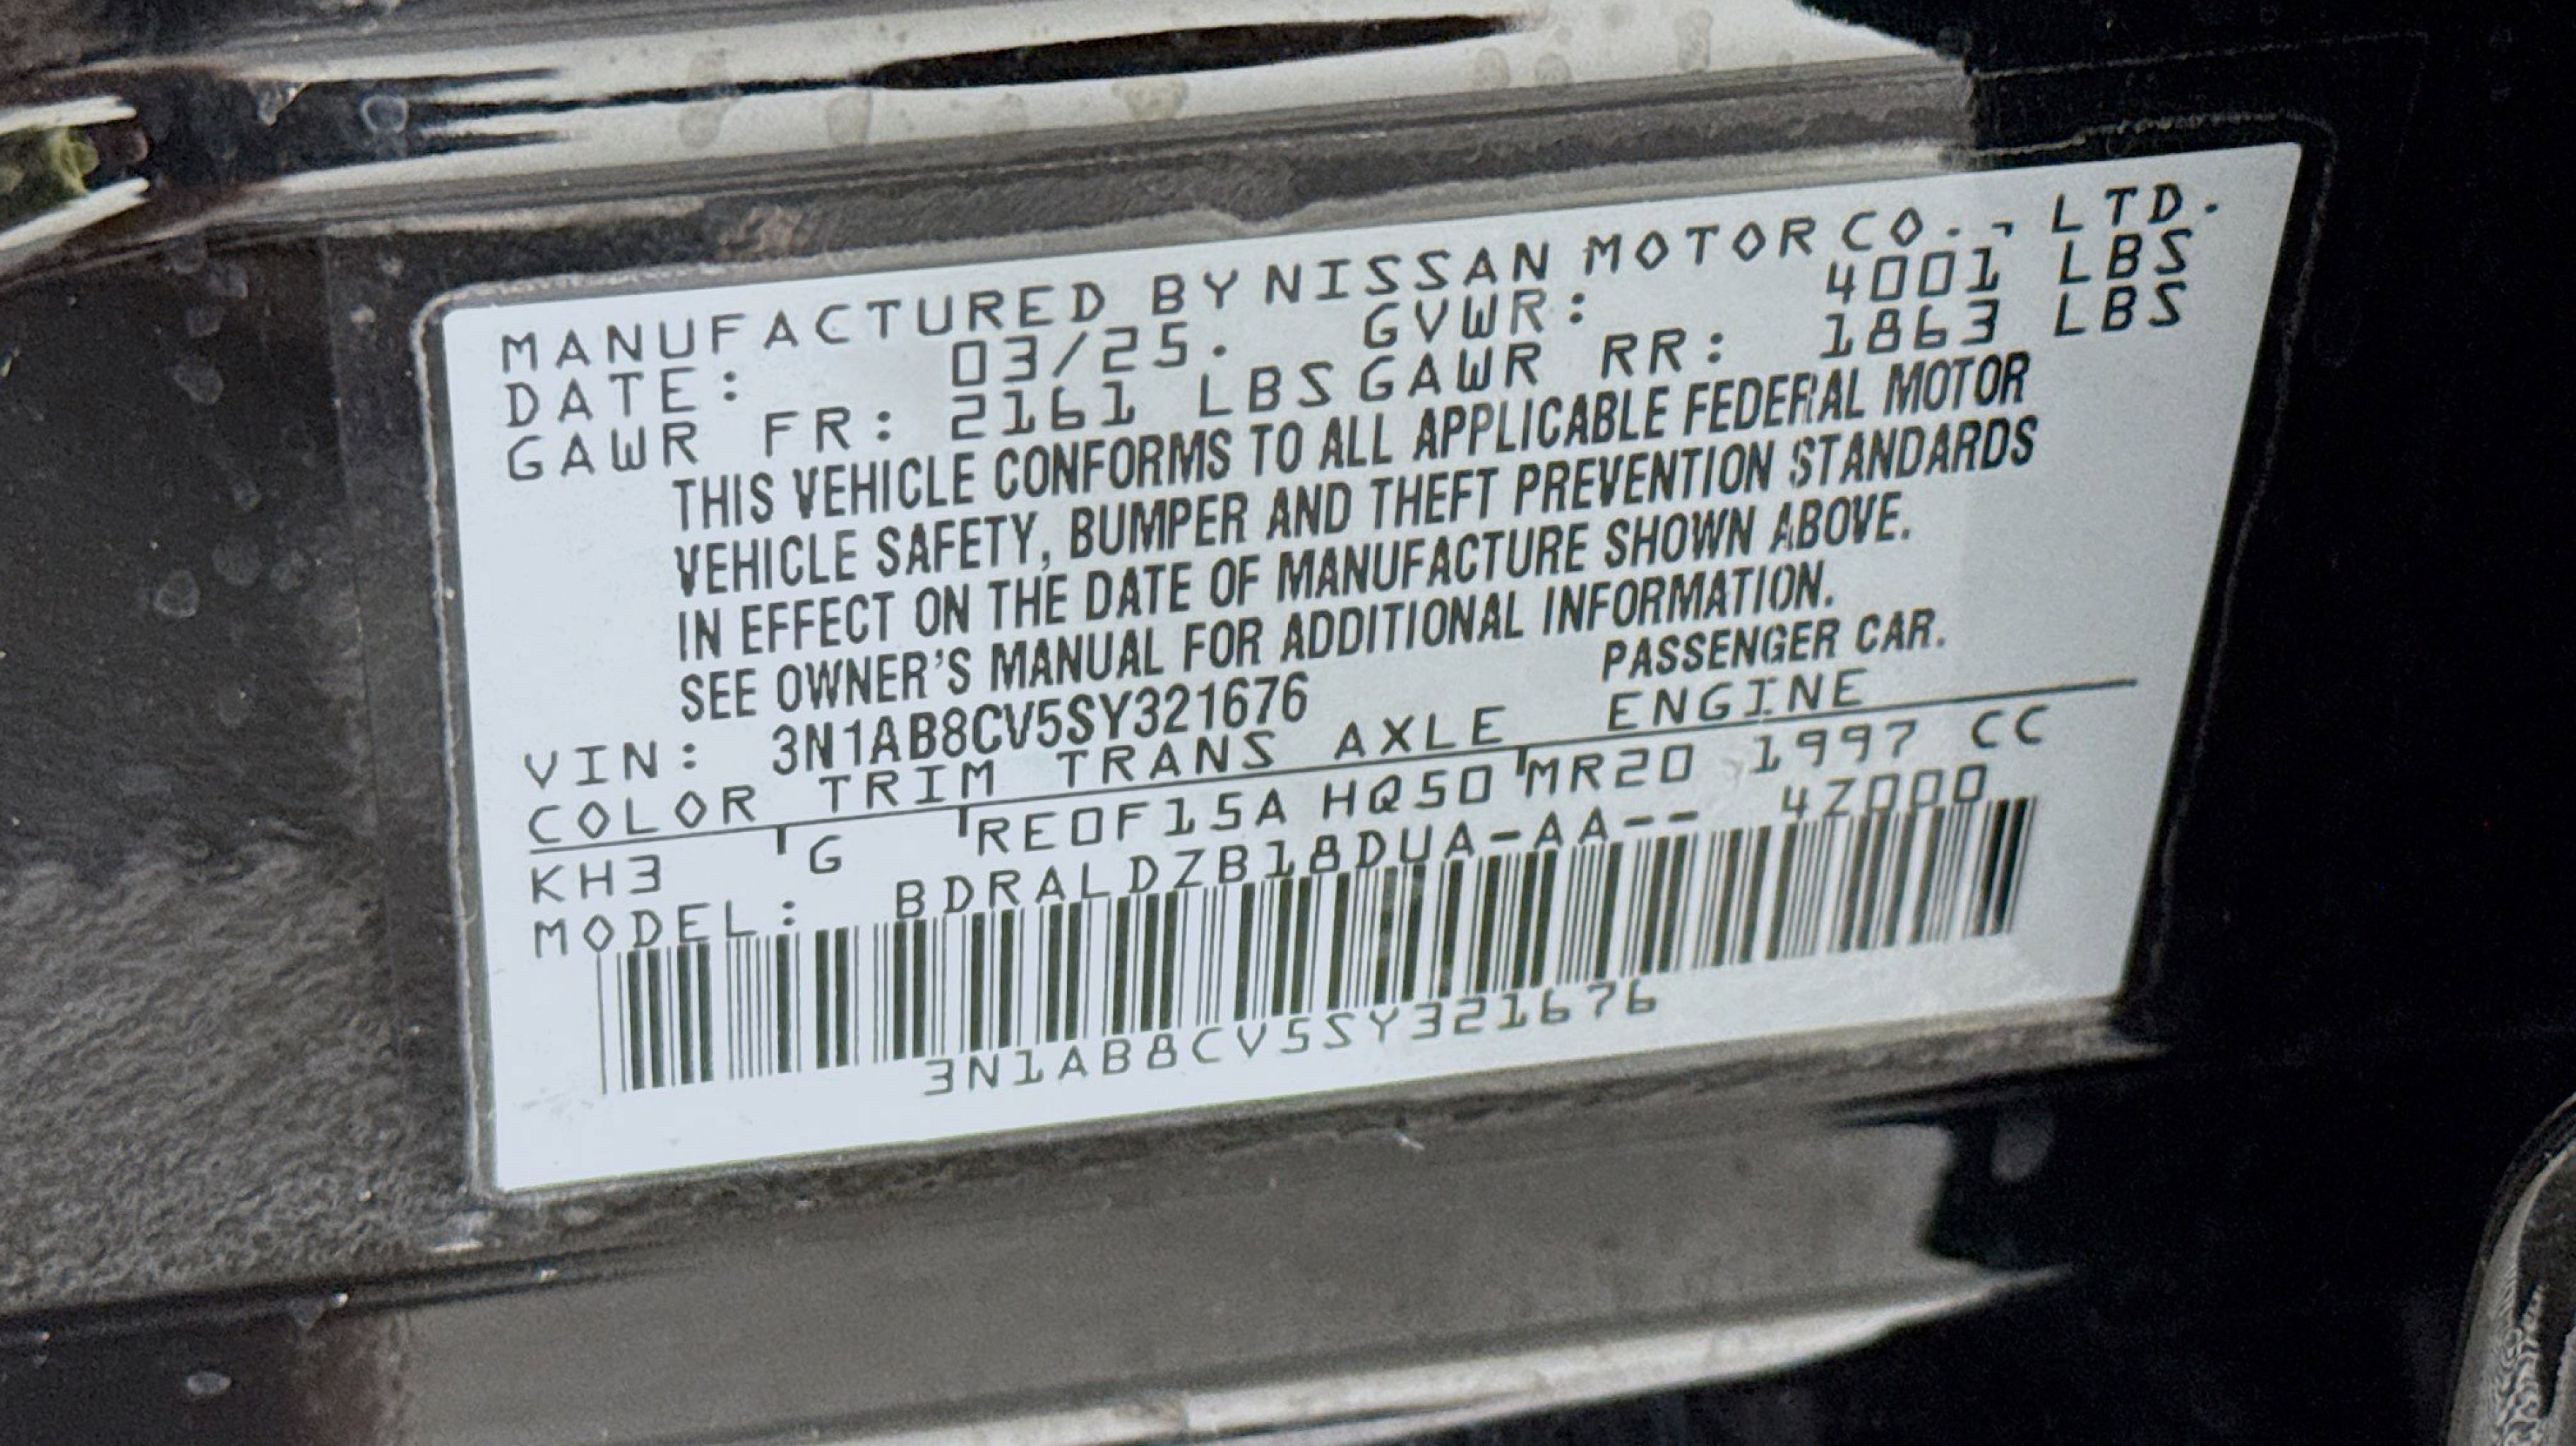 MANUFACTURED BY NISSAN MOTOR CO., LTD.
DATE: 03/25. GVWR: 4001 LBS
GAWR FR: 2161 LBS GAWR RR: 1863 LBS
THIS VEHICLE CONFORMS TO ALL APPLICABLE FEDERAL MOTOR
VEHICLE SAFETY, BUMPER AND THEFT PREVENTION STANDARDS
IN EFFECT ON THE DATE OF MANUFACTURE SHOWN ABOVE.
SEE OWNER'S MANUAL FOR ADDITIONAL INFORMATION.
PASSENGER CAR.
VIN: 3N1AB8CV5SY321676
COLOR TRIM TRANS AXLE ENGINE
KH3 G RE0F15A HQ50 MR20 1997 CC
MODEL: BDRALDZB18DUA-AA-- 4Z000
3N1AB8CV5SY321676